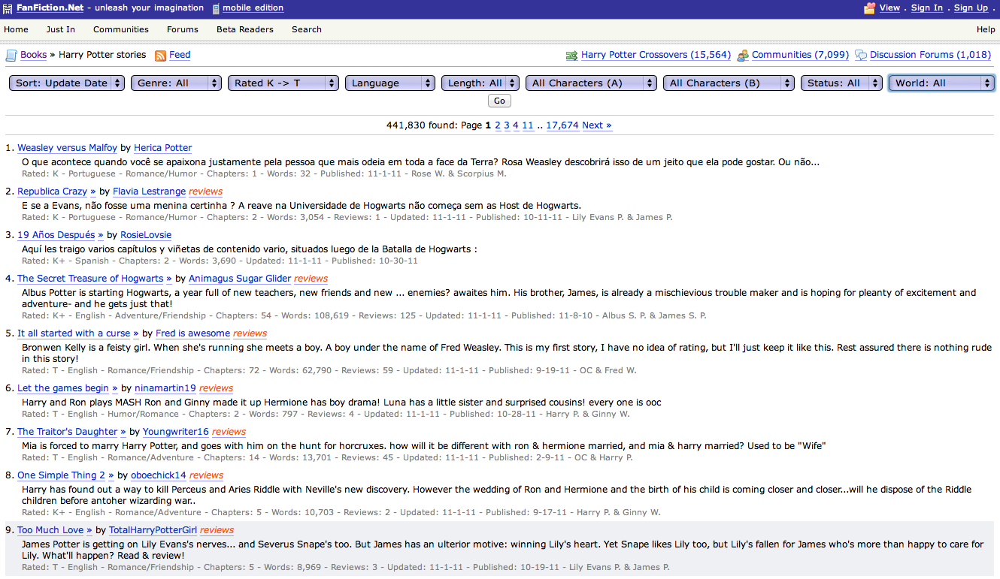 FanFiction.Net - unleash your imagination mobile edition View . Sign In . Sign Up .
Home Just In Communities Forums Beta Readers Search Help
Books » Harry Potter stories Feed Harry Potter Crossovers (15,564) Communities (7,099) Discussion Forums (1,018)
Sort: Update Date Genre: All Rated K -> T Language Length: All All Characters (A) All Characters (B) Status: All World: All
Go
441,830 found: Page 1 2 3 4 11 .. 17,674 Next »
1. Weasley versus Malfoy by Herica Potter
O que acontece quando você se apaixona justamente pela pessoa que mais odeia em toda a face da Terra? Rosa Weasley descobrirá isso de um jeito que ela pode gostar. Ou não...
Rated: K - Portuguese - Romance/Humor - Chapters: 1 - Words: 32 - Published: 11-1-11 - Rose W. & Scorpius M.
2. Republica Crazy » by Flavia Lestrange reviews
E se a Evans, não fosse uma menina certinha ? A reave na Universidade de Hogwarts não começa sem as Host de Hogwarts.
Rated: K - Portuguese - Romance/Humor - Chapters: 2 - Words: 3,054 - Reviews: 1 - Updated: 11-1-11 - Published: 10-11-11 - Lily Evans P. & James P.
3. 19 Años Después » by RosieLovsie
Aquí les traigo varios capítulos y viñetas de contenido vario, situados luego de la Batalla de Hogwarts :
Rated: K+ - Spanish - Chapters: 2 - Words: 3,690 - Updated: 11-1-11 - Published: 10-30-11
4. The Secret Treasure of Hogwarts » by Animagus Sugar Glider reviews
Albus Potter is starting Hogwarts, a year full of new teachers, new friends and new ... enemies? awaites him. His brother, James, is already a mischievious trouble maker and is hoping for pleanty of excitement and
adventure- and he gets just that!
Rated: K+ - English - Adventure/Friendship - Chapters: 54 - Words: 108,619 - Reviews: 125 - Updated: 11-1-11 - Published: 11-8-10 - Albus S. P. & James S. P.
5. It all started with a curse » by Fred is awesome reviews
Bronwen Kelly is a feisty girl. When she's running she meets a boy. A boy under the name of Fred Weasley. This is my first story, I have no idea of rating, but I'll just keep it like this. Rest assured there is nothing rude
in this story!
Rated: T - English - Romance/Friendship - Chapters: 72 - Words: 62,790 - Reviews: 59 - Updated: 11-1-11 - Published: 9-19-11 - OC & Fred W.
6. Let the games begin » by ninamartin19 reviews
Harry and Ron plays MASH Ron and Ginny made it up Hermione has boy drama! Luna has a little sister and surprised cousins! every one is ooc
Rated: T - English - Humor/Romance - Chapters: 2 - Words: 797 - Reviews: 4 - Updated: 11-1-11 - Published: 10-28-11 - Harry P. & Ginny W.
7. The Traitor's Daughter » by Youngwriter16 reviews
Mia is forced to marry Harry Potter, and goes with him on the hunt for horcruxes. how will it be different with ron & hermione married, and mia & harry married? Used to be "Wife"
Rated: T - English - Romance/Adventure - Chapters: 14 - Words: 13,701 - Reviews: 45 - Updated: 11-1-11 - Published: 2-9-11 - OC & Harry P.
8. One Simple Thing 2 » by oboechick14 reviews
Harry has found out a way to kill Perceus and Aries Riddle with Neville's new discovery. However the wedding of Ron and Hermione and the birth of his child is coming closer and closer...will he dispose of the Riddle
children before antoher wizarding war..
Rated: K+ - English - Romance/Adventure - Chapters: 5 - Words: 10,703 - Reviews: 2 - Updated: 11-1-11 - Published: 9-17-11 - Harry P. & Ginny W.
9. Too Much Love » by TotalHarryPotterGirl reviews
James Potter is getting on Lily Evans's nerves... and Severus Snape's too. But James has an ulterior motive: winning Lily's heart. Yet Snape likes Lily too, but Lily's fallen for James who's more than happy to care for
Lily. What'll happen? Read & review!
Rated: T - English - Romance/Friendship - Chapters: 5 - Words: 8,969 - Reviews: 3 - Updated: 11-1-11 - Published: 10-19-11 - Lily Evans P. & James P.